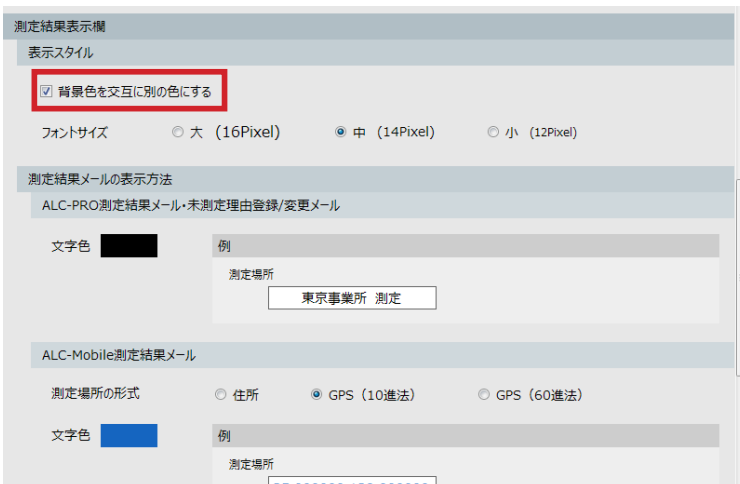 測定結果表示欄
表示スタイル
背景色を交互に別の色にする
フォントサイズ 大 (16Pixel) 中 (14Pixel) 小 (12Pixel)
測定結果メールの表示方法
ALC-PRO測定結果メール・未測定理由登録/変更メール
文字色 例
測定場所
東京事業所 測定
ALC-Mobile測定結果メール
測定場所の形式 住所 GPS(10進法) GPS(60進法)
文字色 例
測定場所